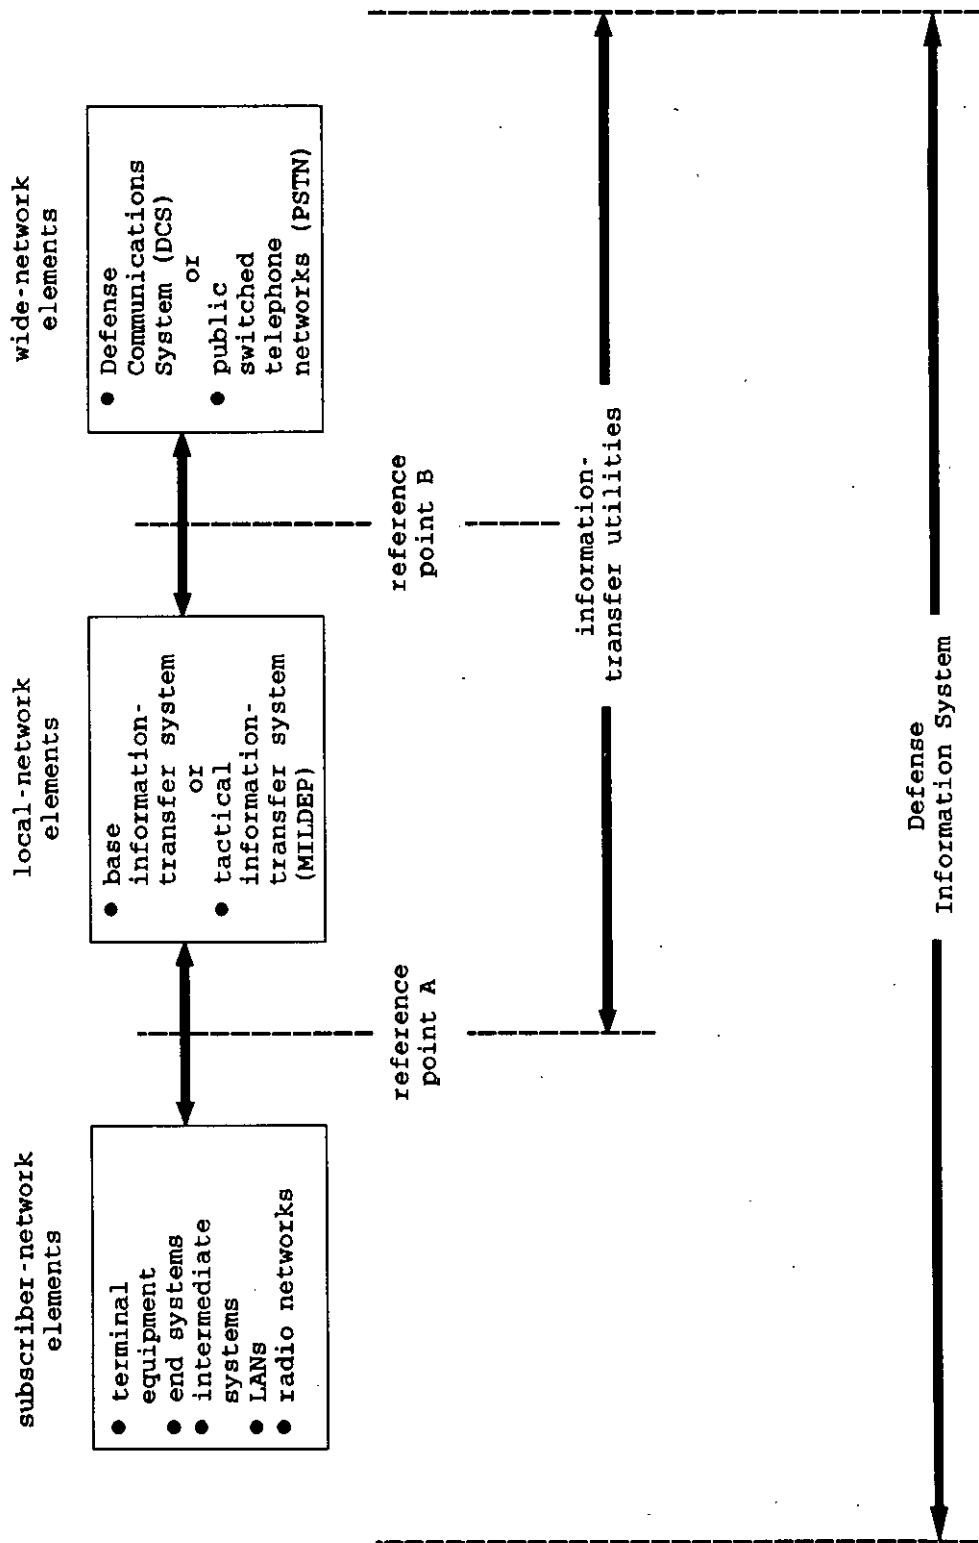 subscriber-network
elements
● terminal
equipment
● end systems
● intermediate
systems
● LANs
● radio networks
local-network
elements
● base
information-
transfer system
or
● tactical
information-
transfer system
(MILDEP)
wide-network
elements
● Defense
Communications
System (DCS)
or
● public
switched
telephone
networks (PSTN)
reference
point A
reference
point B
information-
transfer utilities
Defense
Information System